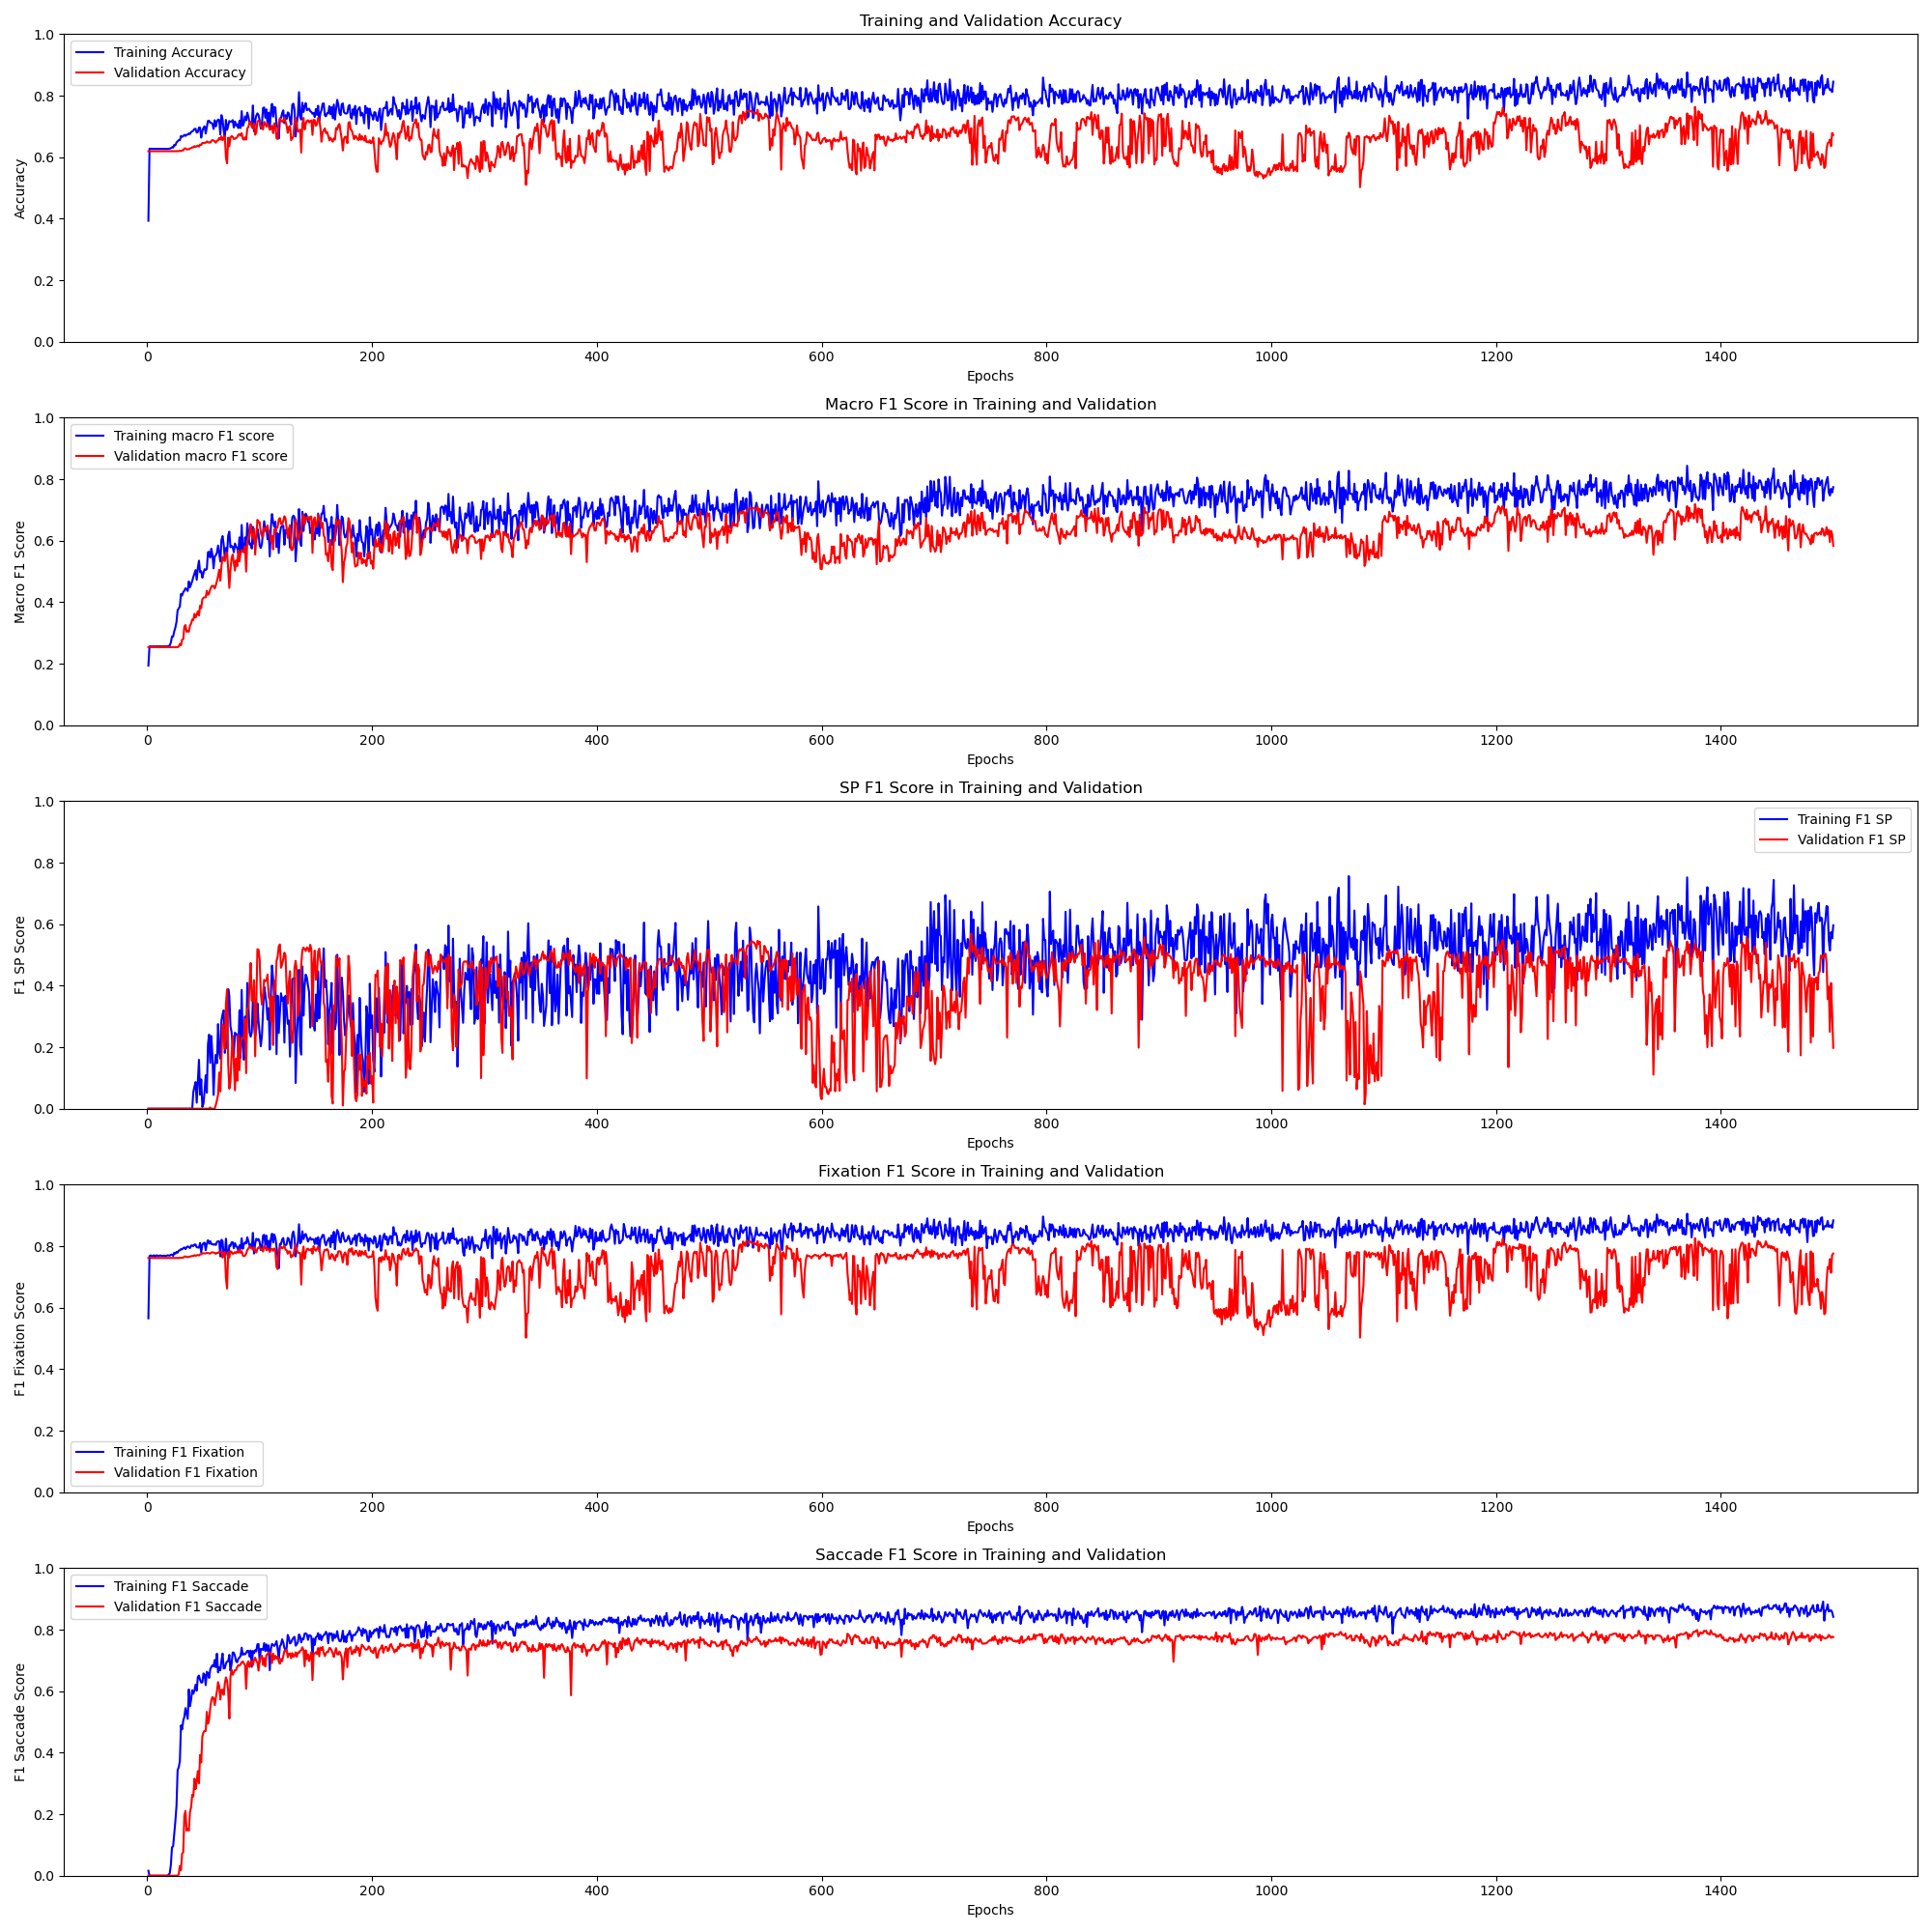 Training and Validation Accuracy
Training Accuracy
Validation Accuracy
Accuracy
1.0
0.8
0.6
0.4
0.2
0.0
0 200 400 600 800 1000 1200 1400
Epochs
Macro F1 Score in Training and Validation
Training macro F1 score
Validation macro F1 score
Macro F1 Score
1.0
0.8
0.6
0.4
0.2
0.0
0 200 400 600 800 1000 1200 1400
Epochs
SP F1 Score in Training and Validation
Training F1 SP
Validation F1 SP
F1 SP Score
1.0
0.8
0.6
0.4
0.2
0.0
0 200 400 600 800 1000 1200 1400
Epochs
Fixation F1 Score in Training and Validation
F1 Fixation Score
1.0
0.8
0.6
0.4
0.2
0.0
Training F1 Fixation
Validation F1 Fixation
0 200 400 600 800 1000 1200 1400
Epochs
Saccade F1 Score in Training and Validation
Training F1 Saccade
Validation F1 Saccade
F1 Saccade Score
1.0
0.8
0.6
0.4
0.2
0.0
0 200 400 600 800 1000 1200 1400
Epochs